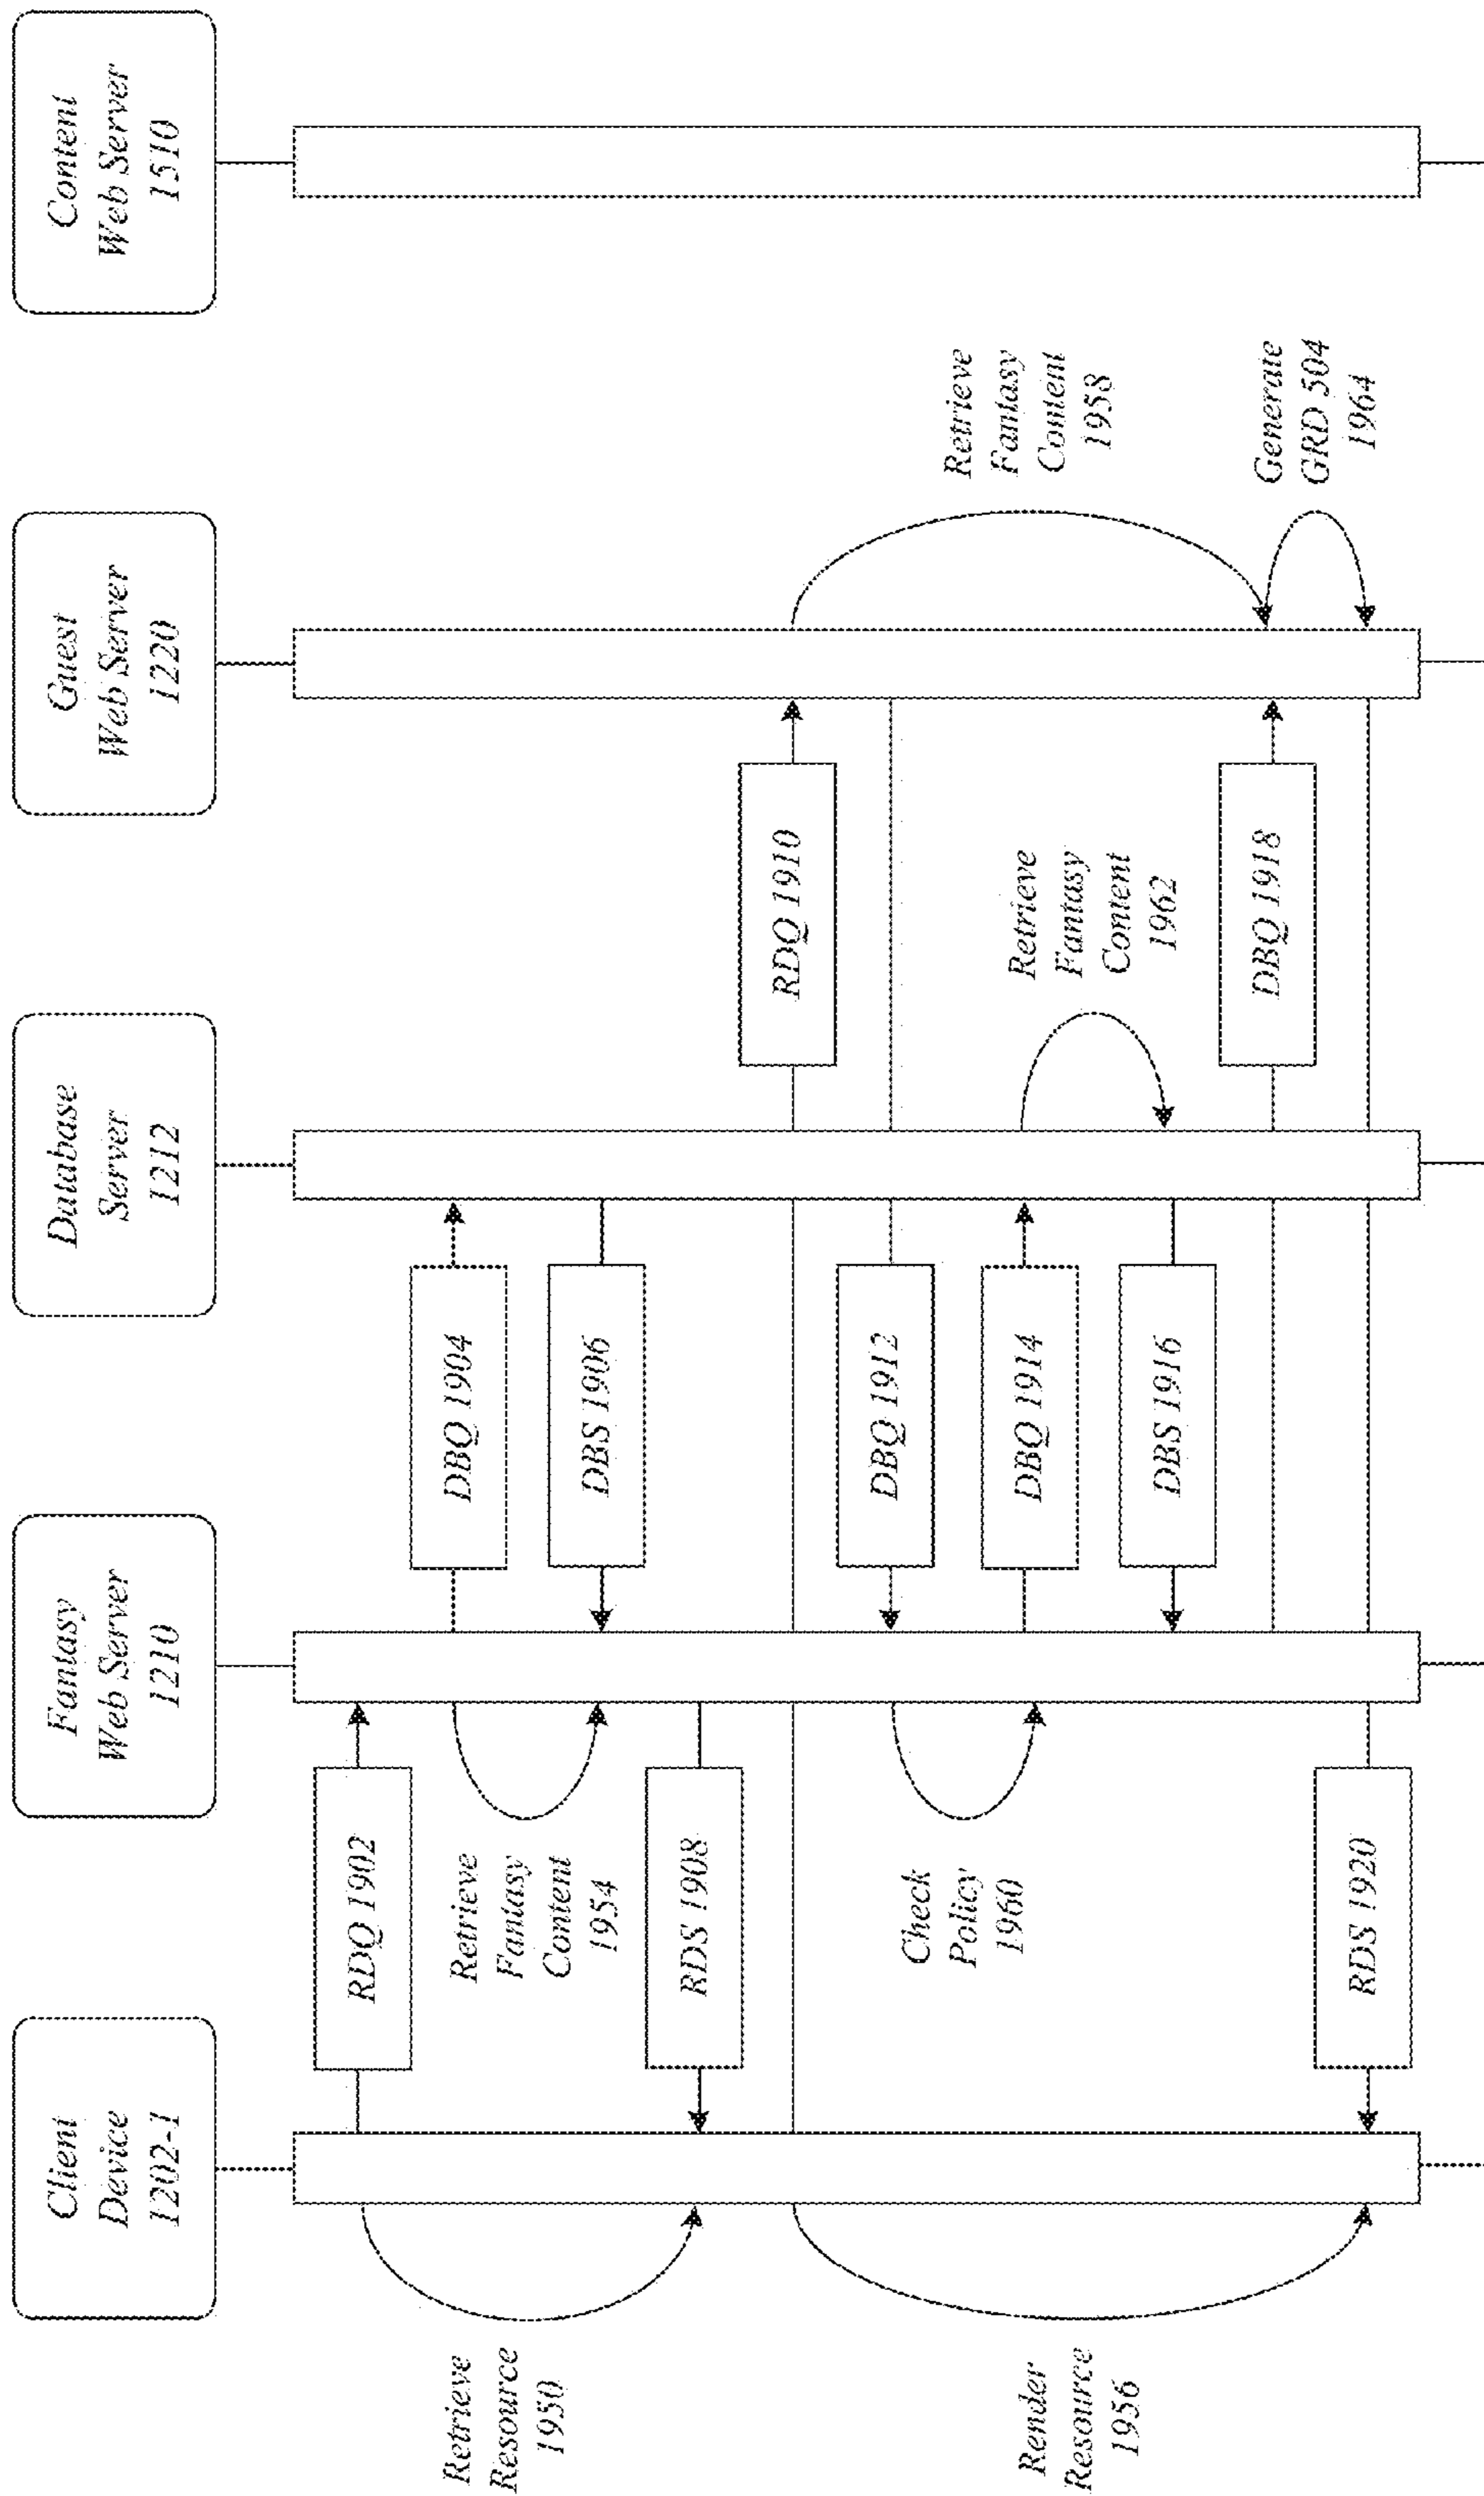 Client
Device
1202-1
Fantasy
Web Server
1210
Database
Server
1212
Guest
Web Server
1220
Content
Web Server
1510
RDQ 1902
Retrieve
Resource
1950
DBQ 1904
Retrieve
Fantasy
Content
1954
DBS 1906
RDS 1908
RDQ 1910
DBQ 1912
Retrieve
Fantasy
Content
1958
Check
Policy
1960
DBQ 1914
Retrieve
Fantasy
Content
1962
Render
Resource
1956
DBS 1916
DBQ 1918
Generate
GRD 504
1964
RDS 1920